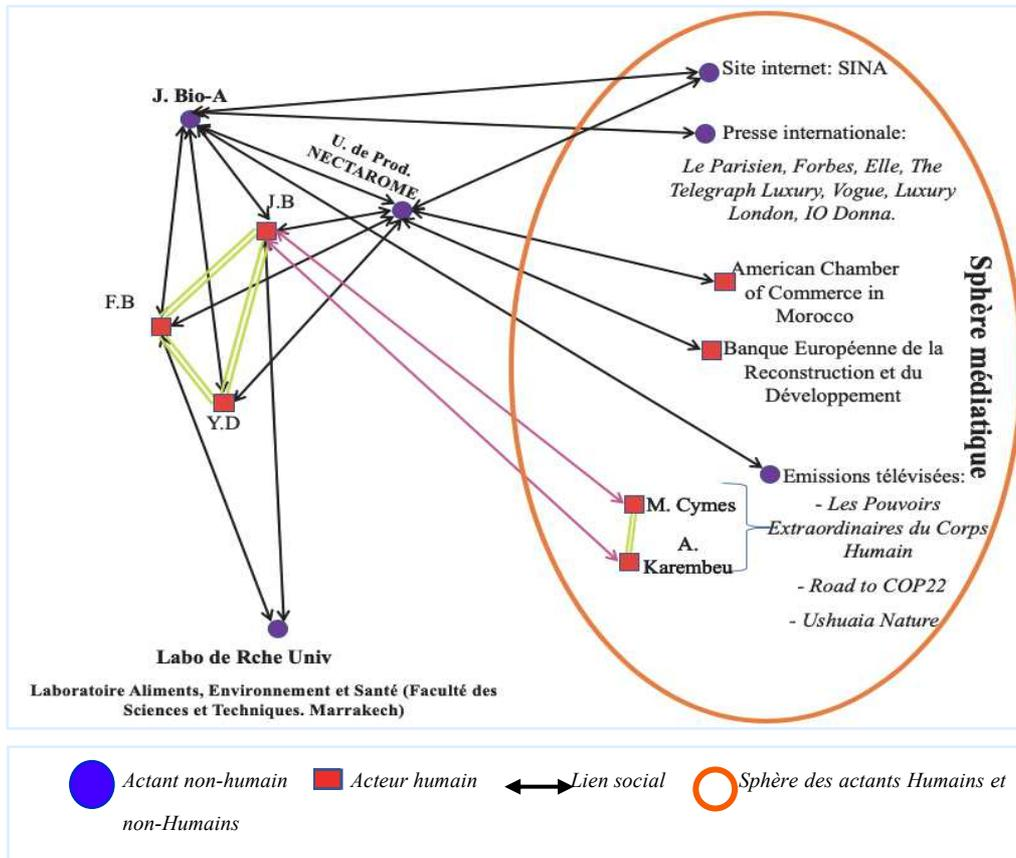 Site internet: SINA
J. Bio-A
Presse internationale:
U. de Prod.
NECTAROME
Le Parisien, Forbes, Elle, The
Telegraph Luxury, Vogue, Luxury
London, IO Donna.
J.B
American Chamber
of Commerce in
Morocco
F.B
Banque Européenne de la
Reconstruction et du
Développement
Y.D
Sphère médiatique
Emissions télévisées:
- Les Pouvoirs
Extraordinaires du Corps
Humain
- Road to COP22
- Ushuaia Nature
M. Cymes
A.
Karembeu
Labo de Rche Univ
Laboratoire Aliments, Environnement et Santé (Faculté des
Sciences et Techniques. Marrakech)
Actant non-humain Acteur humain Lien social Sphère des actants Humains et
non-Humains